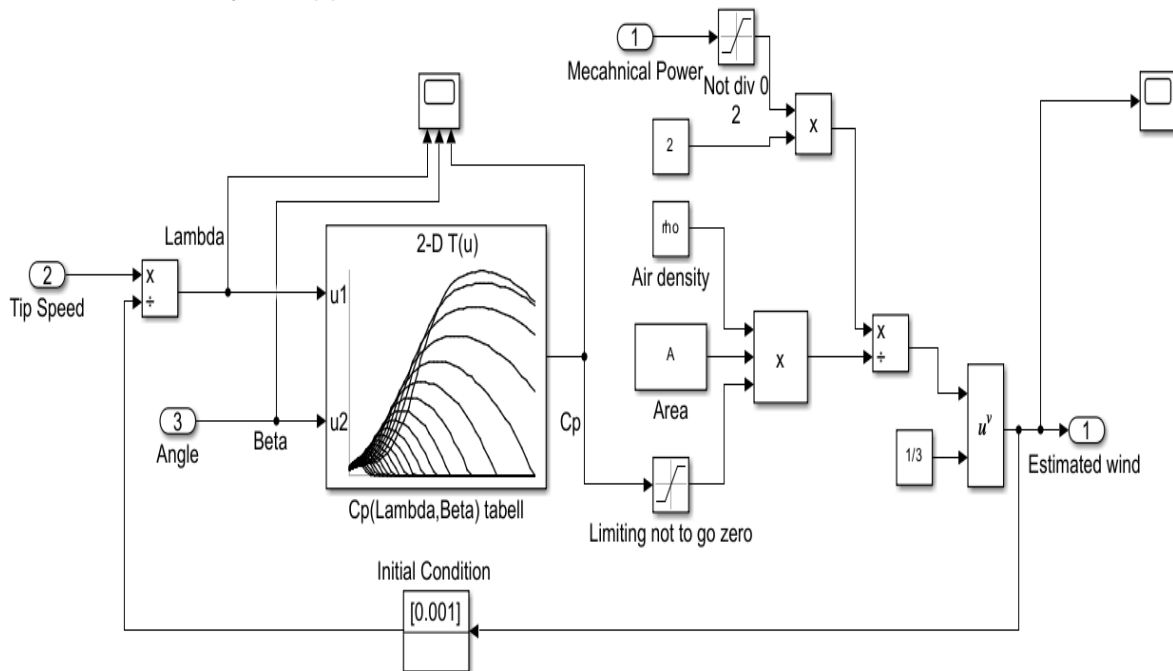 1
Mecahnical Power
Not div 0
2
x
2
rho
Air density
Lambda
2
Tip Speed
x
÷
2-D T(u)
u1
u2
3
Angle
Beta
Cp
Cp(Lambda,Beta) tabell
A
Area
x
x
÷
Limiting not to go zero
1/3
u^v
1
Estimated wind
Initial Condition
[0.001]